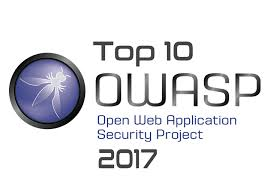 Top 10
OWASP
Open Web Application
Security Project
2017